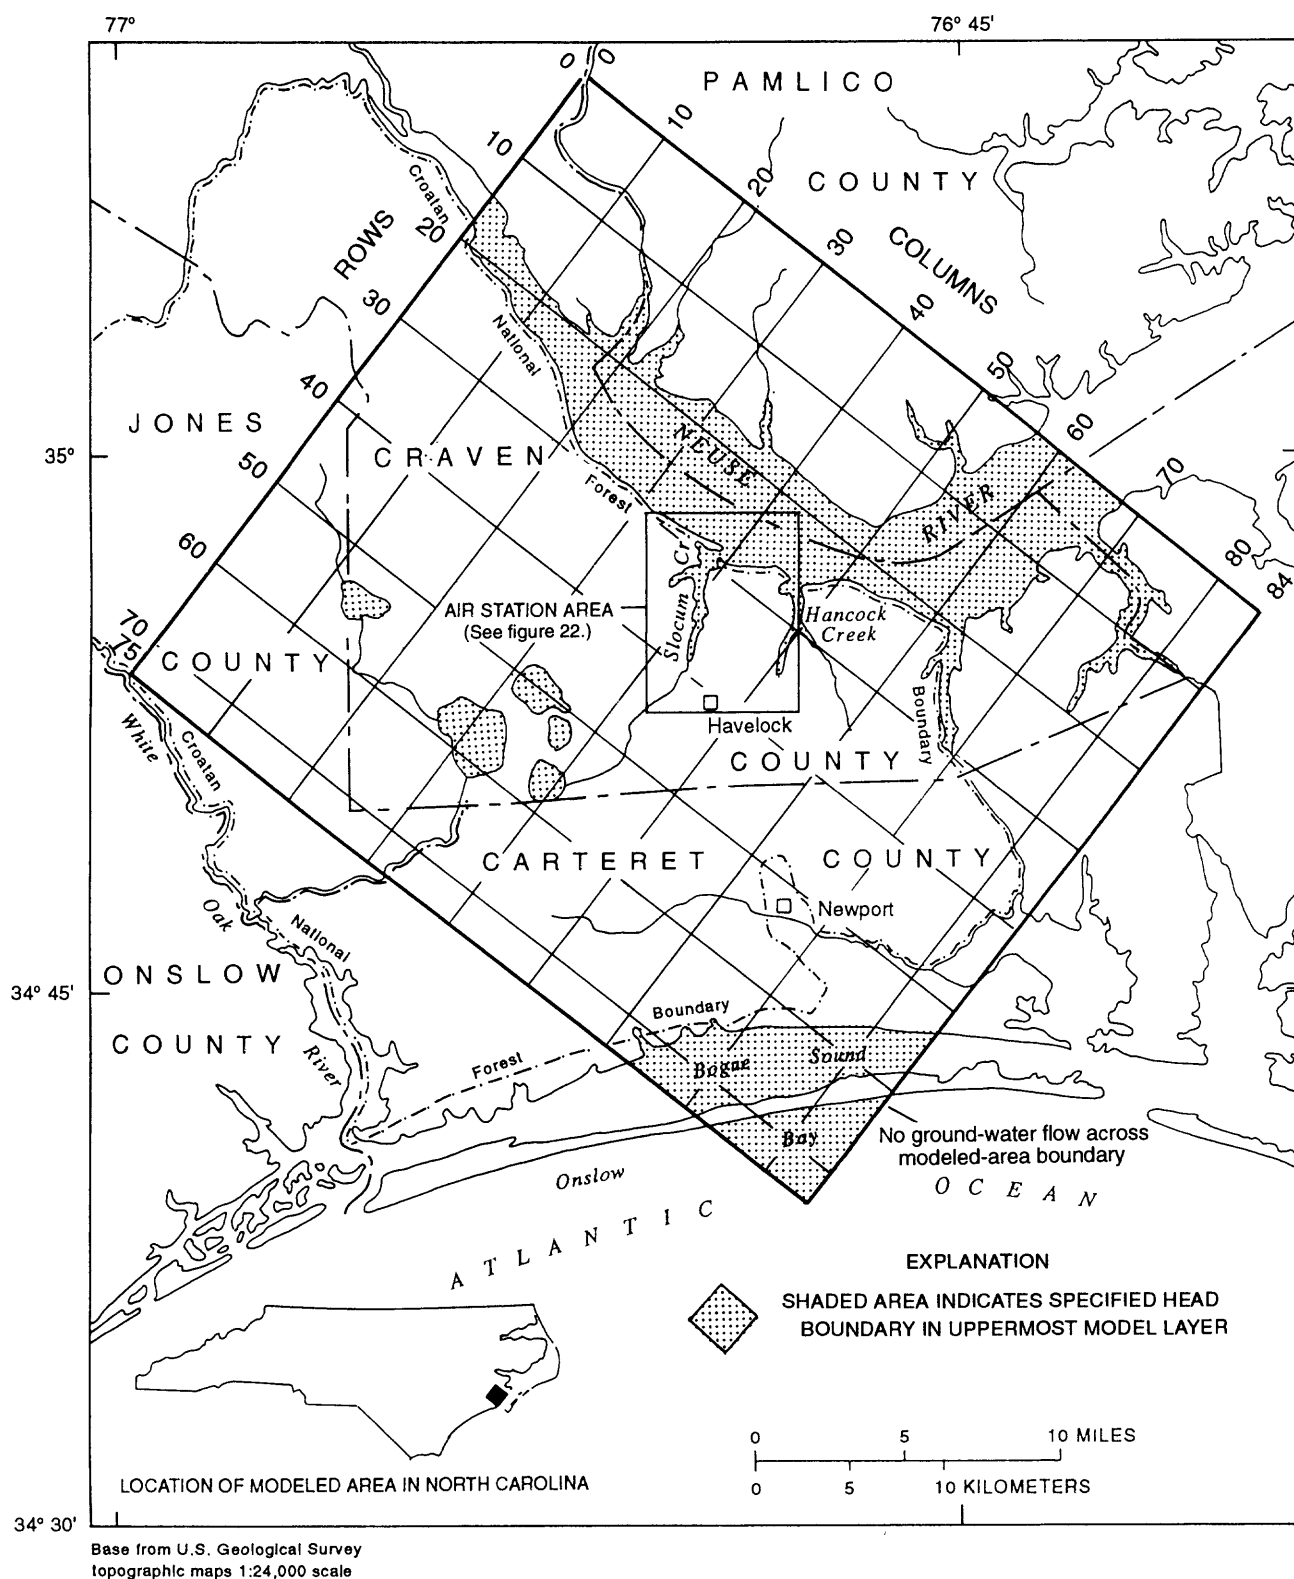 77°
76° 45'
0
0
PAMLICO
COUNTY
10
20
30
40
50
60
70
80
84
COLUMNS
10
20
30
40
50
60
70
75
ROWS
Croatan
National
Forest
Boundary
JONES
COUNTY
35°
CRAVEN
COUNTY
NEUSE
RIVER
AIR STATION AREA
(See figure 22.)
Slocum Cr
Hancock
Creek
Havelock
White
Oak
River
Croatan
National
Forest
Boundary
CARTERET
COUNTY
Newport
ONSLOW
COUNTY
34° 45'
Bogue
Sound
Bay
Onslow
No ground-water flow across
modeled-area boundary
ATLANTIC
OCEAN
EXPLANATION
SHADED AREA INDICATES SPECIFIED HEAD
BOUNDARY IN UPPERMOST MODEL LAYER
0 5 10 MILES
0 5 10 KILOMETERS
LOCATION OF MODELED AREA IN NORTH CAROLINA
34° 30'
Base from U.S. Geological Survey
topographic maps 1:24,000 scale